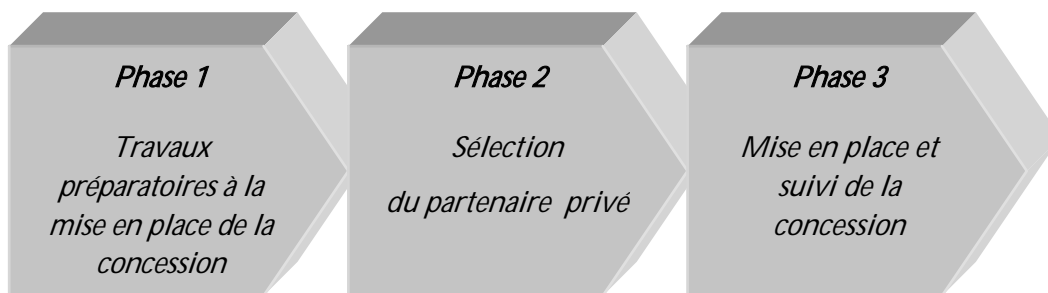 Phase 1
Travaux
préparatoires à la
mise en place de la
concession
Phase 2
Sélection
du partenaire privé
Phase 3
Mise en place et
suivi de la
concession